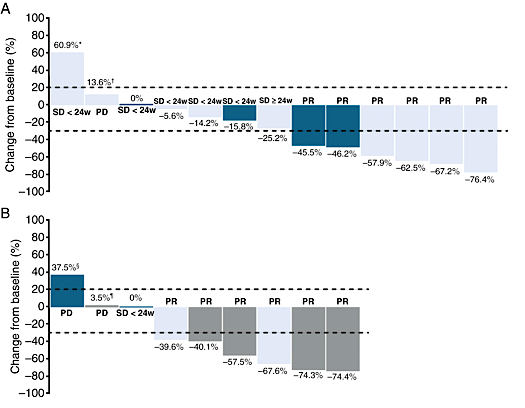 A
60.9%*
13.6%†
0%
SD < 24w
SD < 24w
SD < 24w
SD ≥ 24w
PR
PR
PR
PR
PR
PR
SD < 24w
PD
SD < 24w
−5.6%
−14.2%
−15.8%
−25.2%
−45.5%
−46.2%
−57.9%
−62.5%
−67.2%
−76.4%
Change from baseline (%)
100
80
60
40
20
0
−20
−40
−60
−80
−100
B
37.5%§
3.5%¶
0%
PR
PR
PR
PR
PR
PR
PD
PD
SD < 24w
−39.6%
−40.1%
−57.5%
−67.6%
−74.3%
−74.4%
Change from baseline (%)
100
80
60
40
20
0
−20
−40
−60
−80
−100